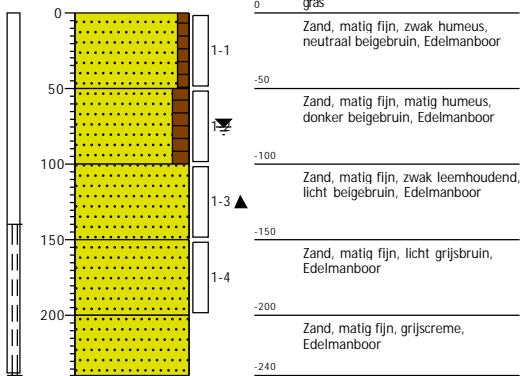 0
50
100
150
200
1-1
1-2
1-3
1-4
0
gras
Zand, matig fijn, zwak humeus,
neutraal beigebruin, Edelmanboor
-50
Zand, matig fijn, matig humeus,
donker beigebruin, Edelmanboor
-100
Zand, matig fijn, zwak leemhoudend,
licht beigebruin, Edelmanboor
-150
Zand, matig fijn, licht grijsbruin,
Edelmanboor
-200
Zand, matig fijn, grijscreme,
Edelmanboor
-240